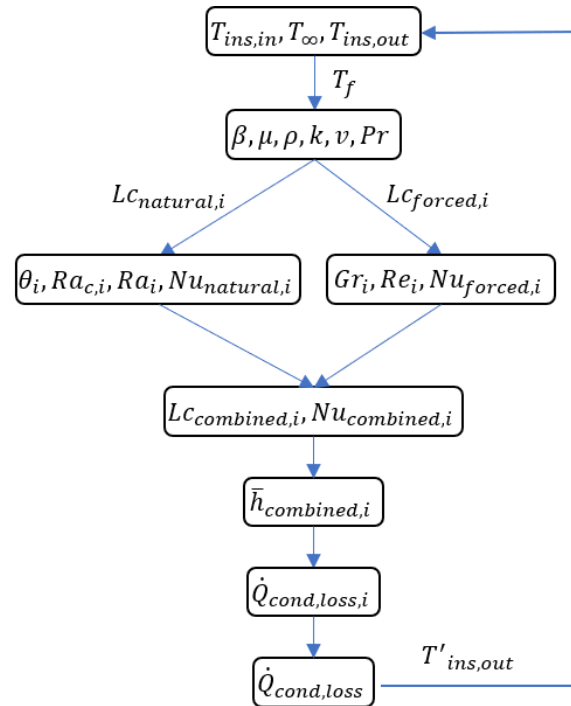 T_{ins,in}, T_∞, T_{ins,out}
T_f
β, μ, ρ, k, ν, Pr
Lc_{natural,i} Lc_{forced,i}
θ_i, Ra_{c,i}, Ra_i, Nu_{natural,i} Gr_i, Re_i, Nu_{forced,i}
Lc_{combined,i}, Nu_{combined,i}
h̄_{combined,i}
Q̇_{cond,loss,i}
T'_{ins,out}
Q̇_{cond,loss}